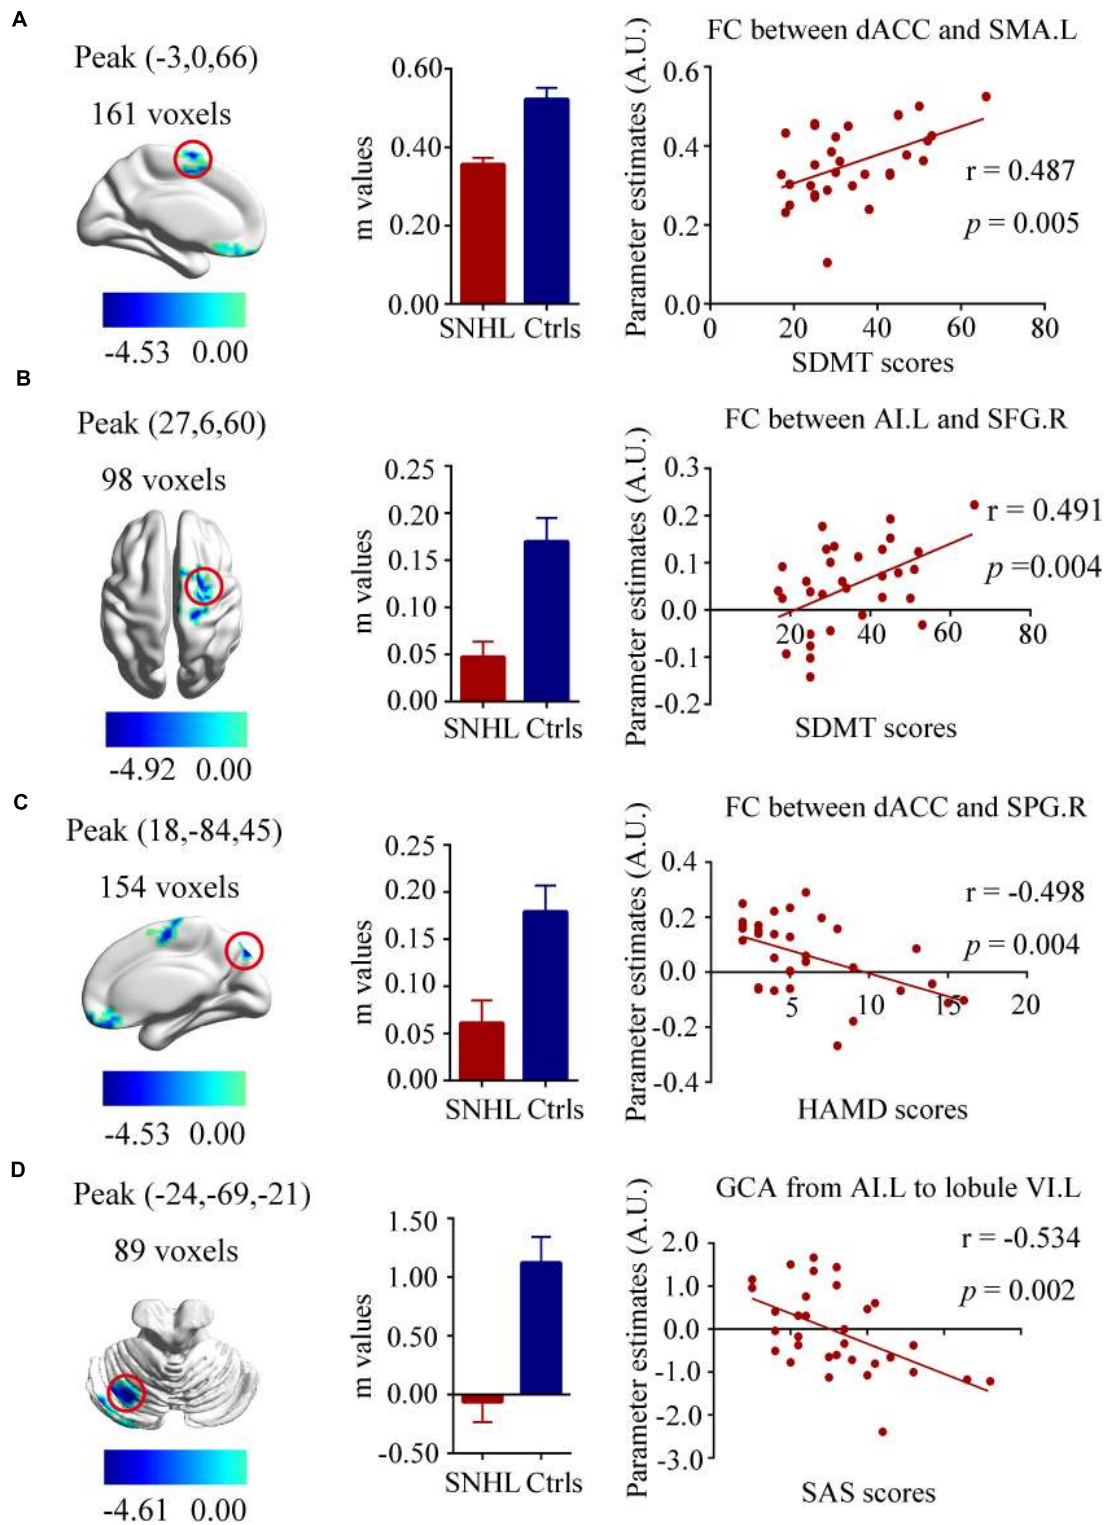 A
Peak (-3,0,66)
161 voxels
-4.53 0.00
m values
0.60
0.40
0.20
0.00
SNHL Ctrls
FC between dACC and SMA.L
Parameter estimates (A.U.)
0.6
0.4
0.2
0.0
0 20 40 60 80
SDMT scores
r = 0.487
p = 0.005
B
Peak (27,6,60)
98 voxels
-4.92 0.00
m values
0.25
0.20
0.15
0.10
0.05
0.00
SNHL Ctrls
FC between AI.L and SFG.R
Parameter estimates (A.U.)
0.3
0.2
0.1
0.0
-0.1
-0.2
20 40 60 80
SDMT scores
r = 0.491
p =0.004
C
Peak (18,-84,45)
154 voxels
-4.53 0.00
m values
0.25
0.20
0.15
0.10
0.05
0.00
SNHL Ctrls
FC between dACC and SPG.R
Parameter estimates (A.U.)
0.4
0.2
0.0
-0.2
-0.4
5 10 15 20
HAMD scores
r = -0.498
p = 0.004
D
Peak (-24,-69,-21)
89 voxels
-4.61 0.00
m values
1.50
1.00
0.50
0.00
-0.50
SNHL Ctrls
GCA from AI.L to lobule VI.L
Parameter estimates (A.U.)
2.0
1.0
0.0
-1.0
-2.0
-3.0
SAS scores
r = -0.534
p = 0.002